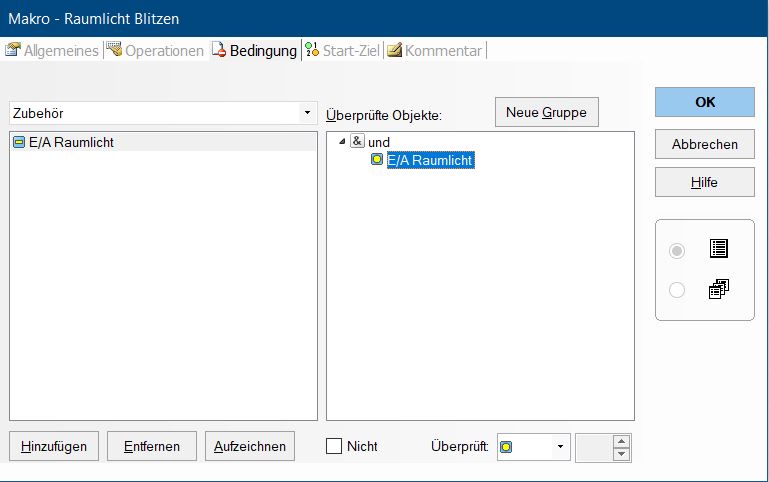 Makro - Raumlicht Blitzen
Allgemeines Operationen Bedingung Start-Ziel Kommentar
Zubehör
Überprüfte Objekte:
Neue Gruppe
OK
E/A Raumlicht
& und
E/A Raumlicht
Abbrechen
Hilfe
Hinzufügen
Entfernen
Aufzeichnen
Nicht
Überprüft: